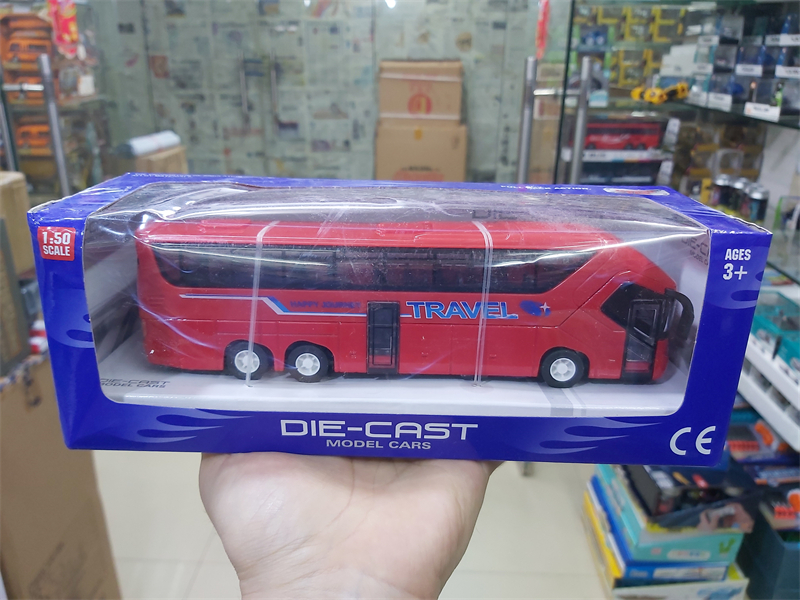 1:50
SCALE
AGES
3+
HAPPY JOURNEY
TRAVEL
DIE-CAST
MODEL CARS
DIE-CAST
MODEL CARS
CE